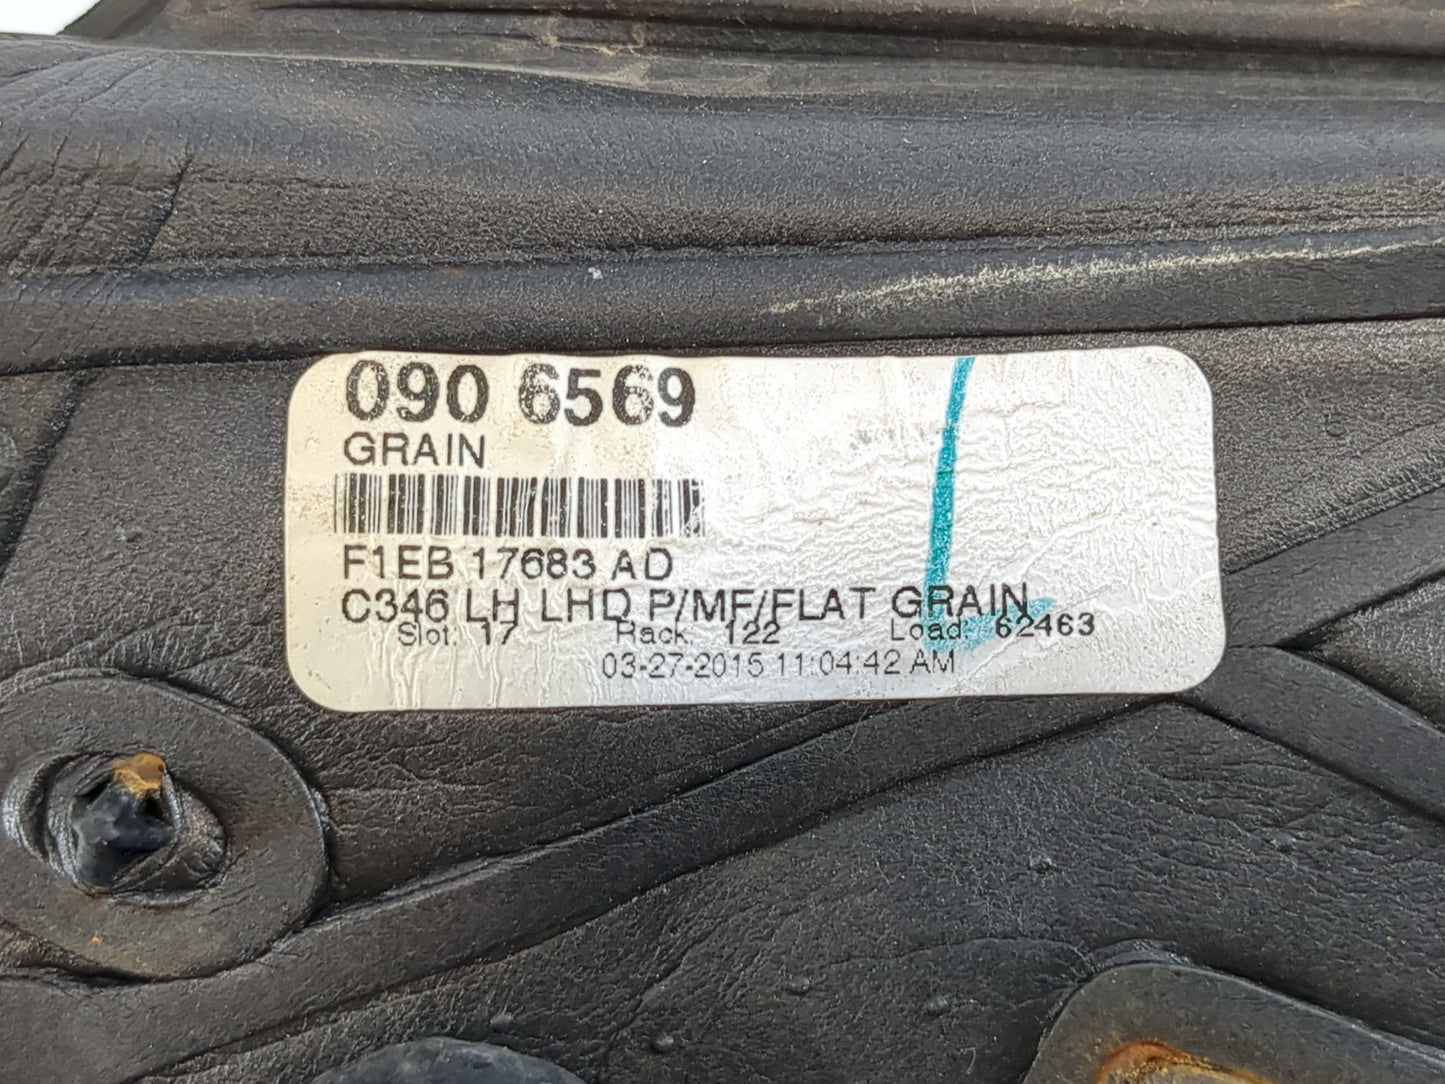 090 6569
GRAIN
F1EB 17683 AD
C346 LH LHD P/MF/FLAT GRAIN
Slot: 17 Rack: 122 Load: 62463
03-27-2015 11:04:42 AM